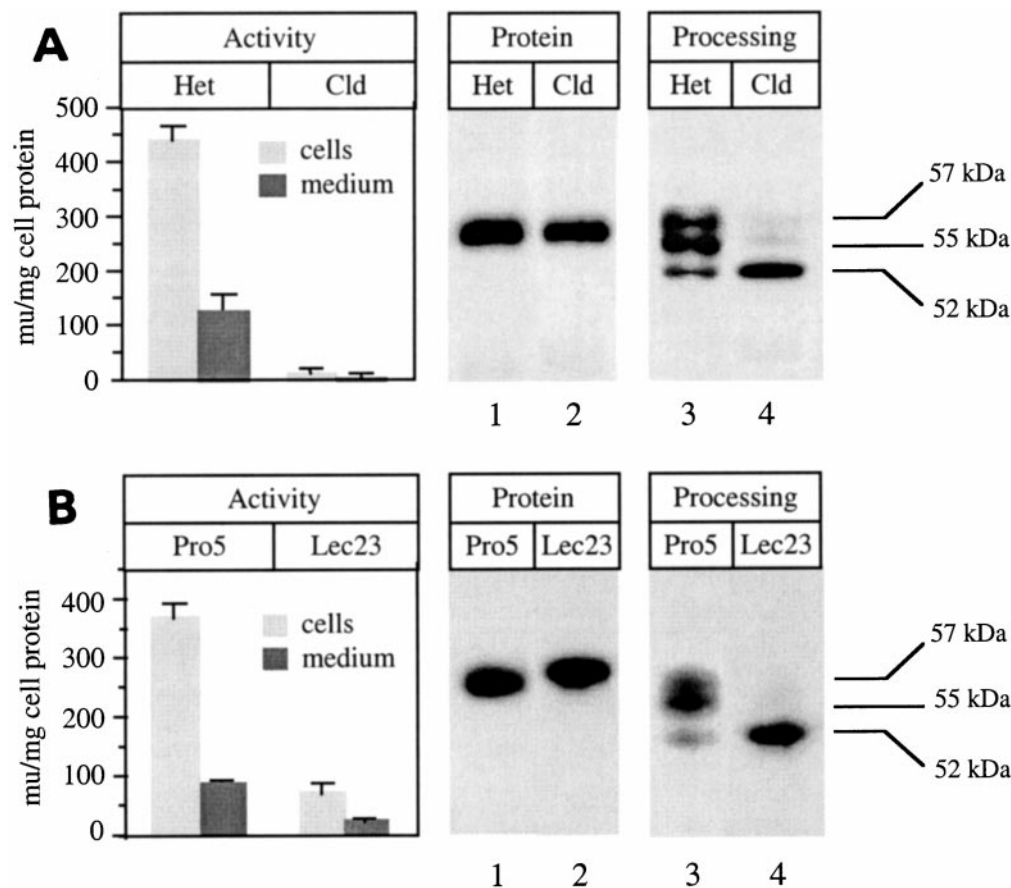 A
Activity
Protein
Processing
Het
Cld
Het
Cld
Het
Cld
500
400
300
200
100
0
mu/mg cell protein
cells
medium
57 kDa
55 kDa
52 kDa
1
2
3
4
B
Activity
Protein
Processing
Pro5
Lec23
Pro5
Lec23
Pro5
Lec23
400
300
200
100
0
mu/mg cell protein
cells
medium
57 kDa
55 kDa
52 kDa
1
2
3
4